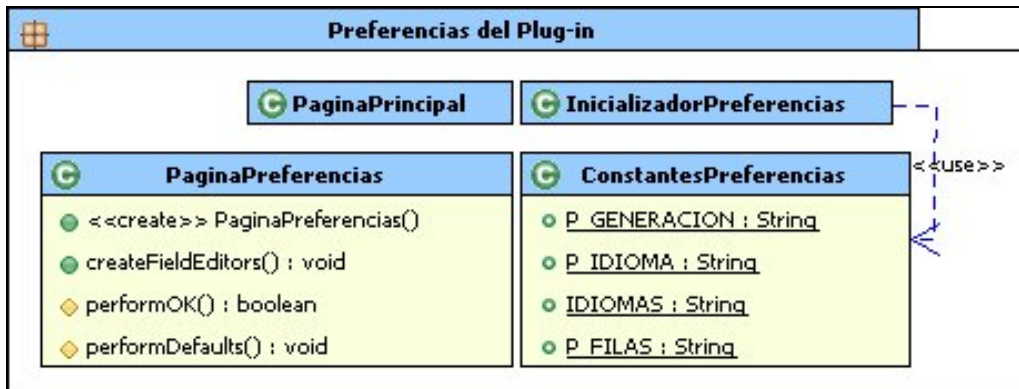 Preferencias del Plug-in
C PaginaPrincipal
C InicializadorPreferencias
<<use>>
C PaginaPreferencias
<<create>> PaginaPreferencias()
createFieldEditors() : void
performOK() : boolean
performDefaults() : void
C ConstantesPreferencias
P_GENERACION : String
P_IDIOMA : String
IDIOMAS : String
P_FILAS : String